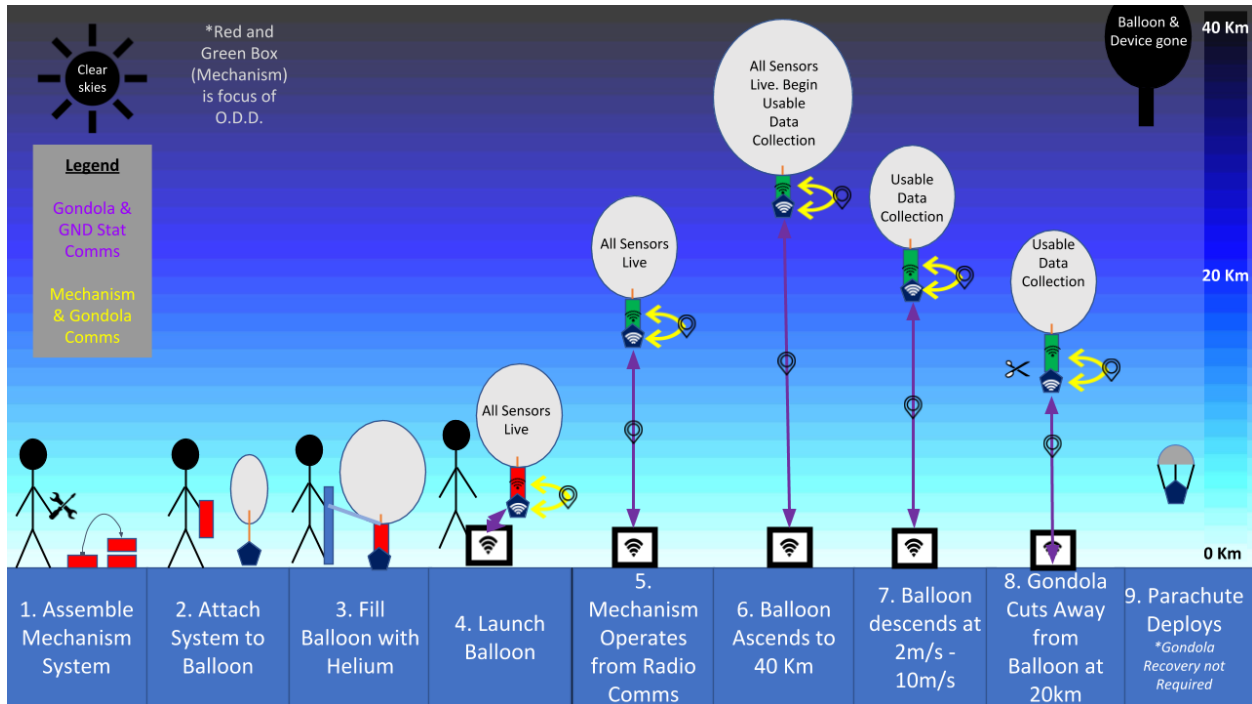 Clear
skies
*Red and
Green Box
(Mechanism)
is focus of
O.D.D.
Legend
Gondola &
GND Stat
Comms
Mechanism
& Gondola
Comms
All Sensors
Live
All Sensors
Live
All Sensors
Live. Begin
Usable
Data
Collection
Usable
Data
Collection
Usable
Data
Collection
Balloon &
Device gone
40 Km
20 Km
0 Km
1. Assemble
Mechanism
System
2. Attach
System to
Balloon
3. Fill
Balloon with
Helium
4. Launch
Balloon
5.
Mechanism
Operates
from Radio
Comms
6. Balloon
Ascends to
40 Km
7. Balloon
descends at
2m/s -
10m/s
8. Gondola
Cuts Away
from
Balloon at
20km
9. Parachute
Deploys
*Gondola
Recovery not
Required